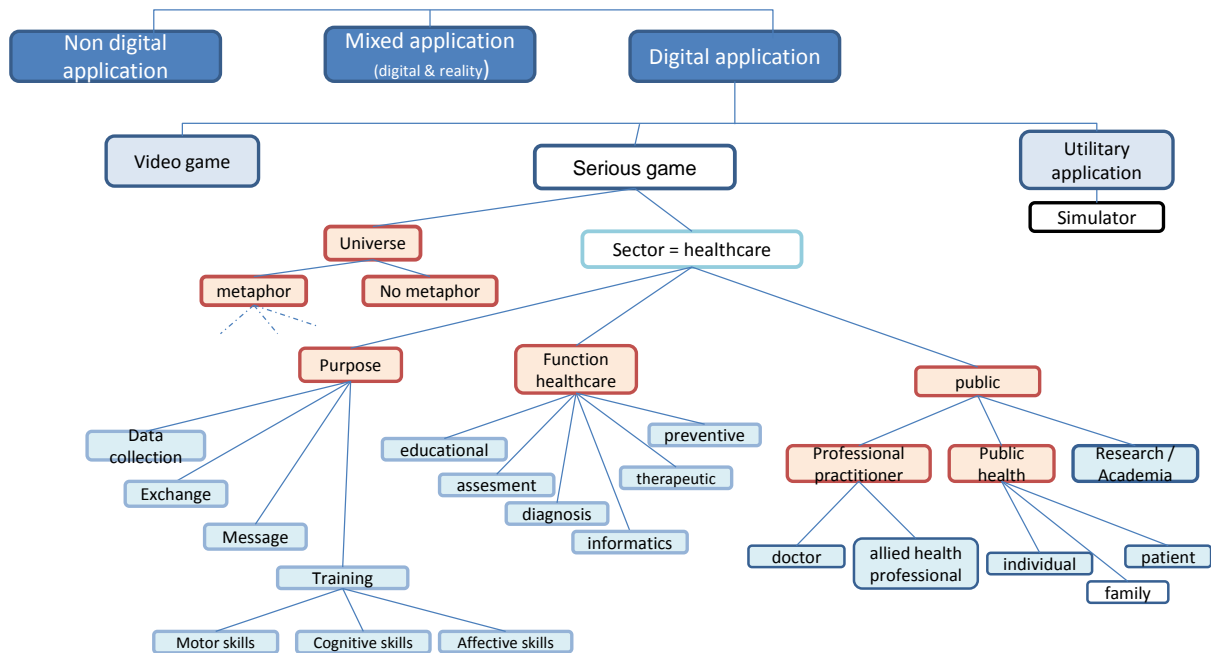 Non digital
application
Mixed application
(digital & reality)
Digital application
Video game
Serious game
Utilitary
application
Simulator
Universe
Sector = healthcare
metaphor
No metaphor
Purpose
Function
healthcare
public
Data
collection
Exchange
Message
Training
Motor skills
Cognitive skills
Affective skills
educational
assesment
diagnosis
informatics
therapeutic
preventive
Professional
practitioner
Public
health
Research /
Academia
doctor
allied health
professional
individual
family
patient